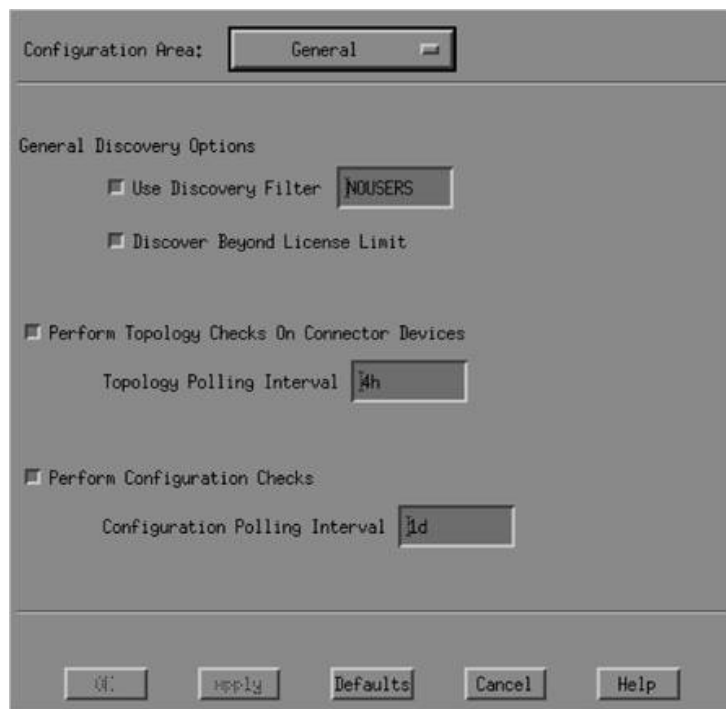 Configuration Area: General
General Discovery Options
Use Discovery Filter NOUSERS
Discover Beyond License Limit
Perform Topology Checks On Connector Devices
Topology Polling Interval 4h
Perform Configuration Checks
Configuration Polling Interval 1d
OK Apply Defaults Cancel Help